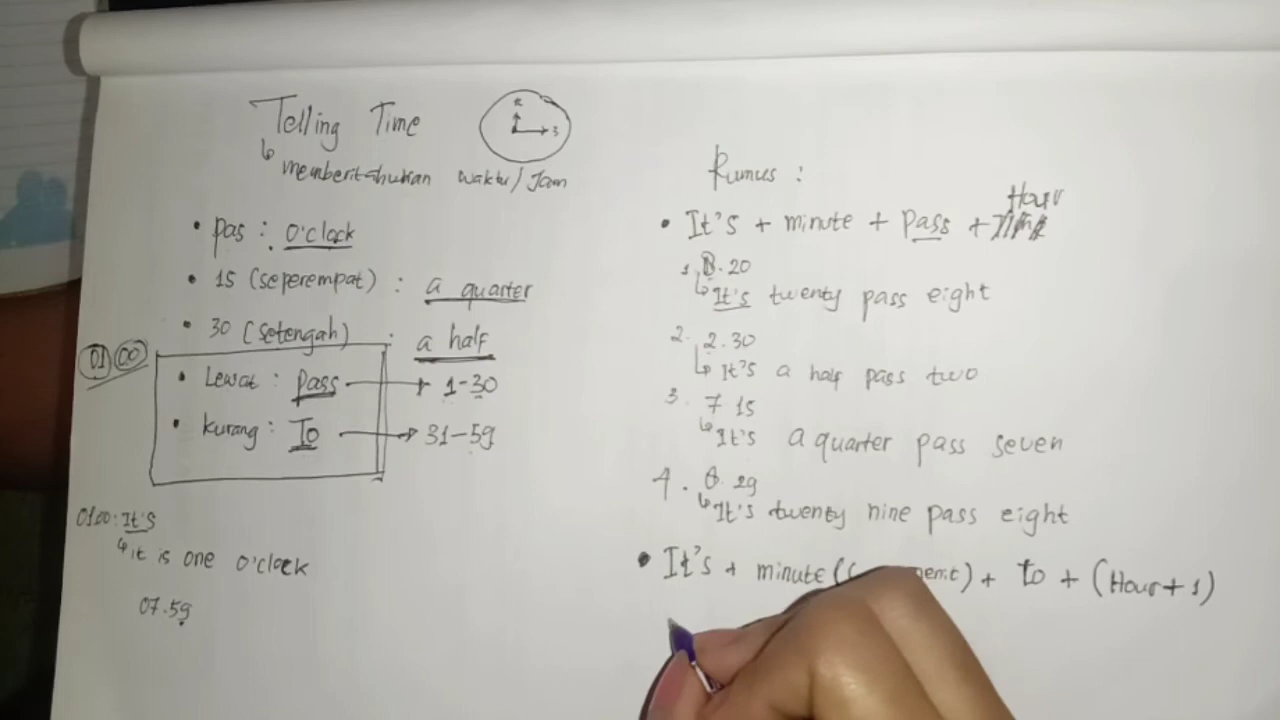 Telling Time
memberitahukan waktu/Jam
3
• pas : o'clock
• 15 (seperempat) : a quarter
• 30 (setengah) : a half
01 00
• Lewat : pass → 1-30
• kurang : To → 31-59
01.00 : It's
it is one o'clock
07.59
Rumus :
Hour
• It's + minute + pass +
1. 8.20
It's twenty pass eight
2. 2.30
It's a half pass two
3. 7 15
It's a quarter pass seven
4. 8.29
It's twenty nine pass eight
• It's + minute ( ) + to + (Hour + 1)